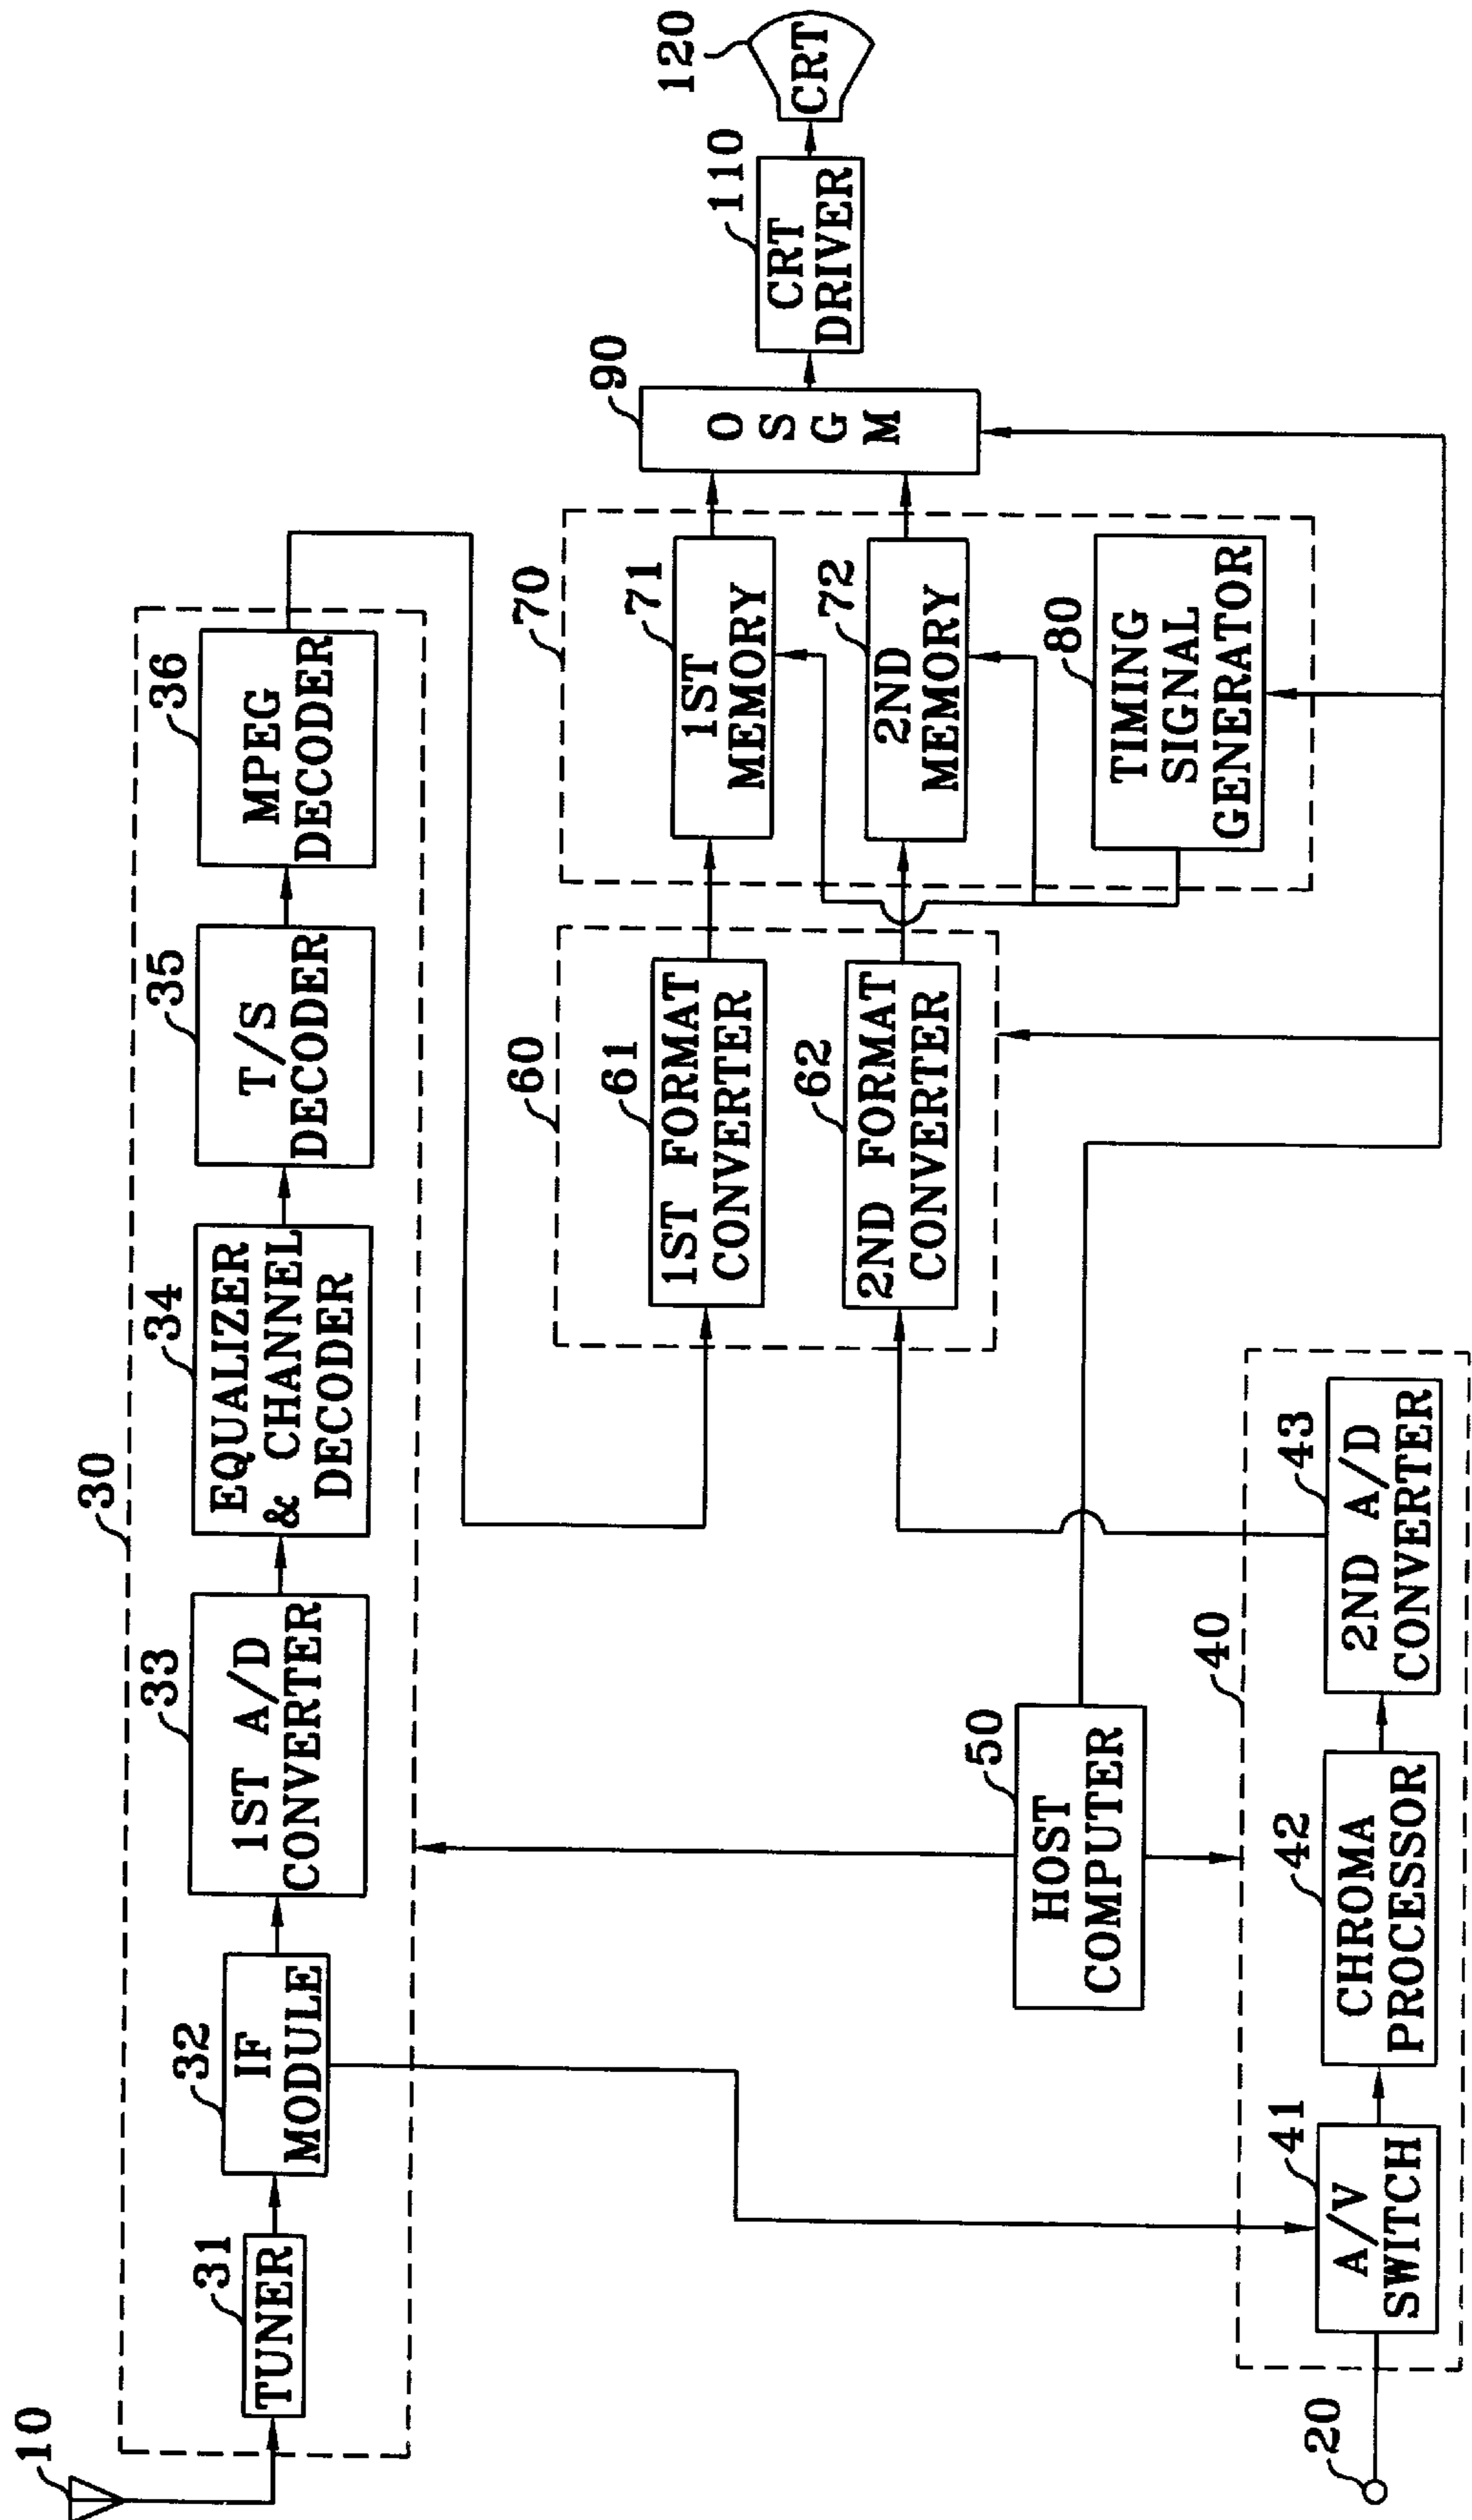 10
30
31
TUNER
32
IF
MODULE
33
1ST A/D
CONVERTER
34
EQUALIZER
& CHANNEL
DECODER
35
T/S
DECODER
36
MPEG
DECODER
60
61
1ST FORMAT
CONVERTER
62
2ND FORMAT
CONVERTER
70
71
1ST
MEMORY
72
2ND
MEMORY
80
TIMING
SIGNAL
GENERATOR
90
O
S
G
M
110
CRT
DRIVER
120
CRT
50
HOST
COMPUTER
40
20
41
A/V
SWITCH
42
CHROMA
PROCESSOR
43
2ND A/D
CONVERTER